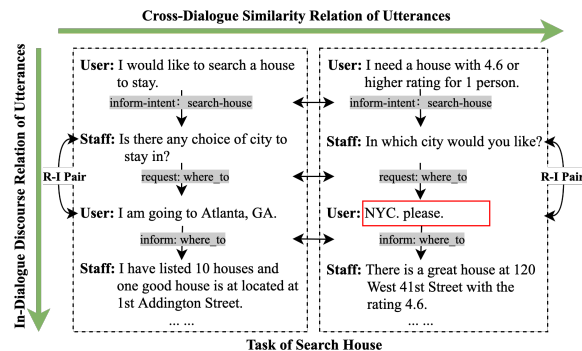 Cross-Dialogue Similarity Relation of Utterances
In-Dialogue Discourse Relation of Utterances
User: I would like to search a house
to stay.
inform-intent: search-house
Staff: Is there any choice of city to
stay in?
R-I Pair
request: where_to
User: I am going to Atlanta, GA.
inform: where_to
Staff: I have listed 10 houses and
one good house is at located at
1st Addington Street.
... ...
User: I need a house with 4.6 or
higher rating for 1 person.
inform-intent: search-house
Staff: In which city would you like?
R-I Pair
request: where_to
User: NYC. please.
inform: where_to
Staff: There is a great house at 120
West 41st Street with the
rating 4.6.
... ...
Task of Search House